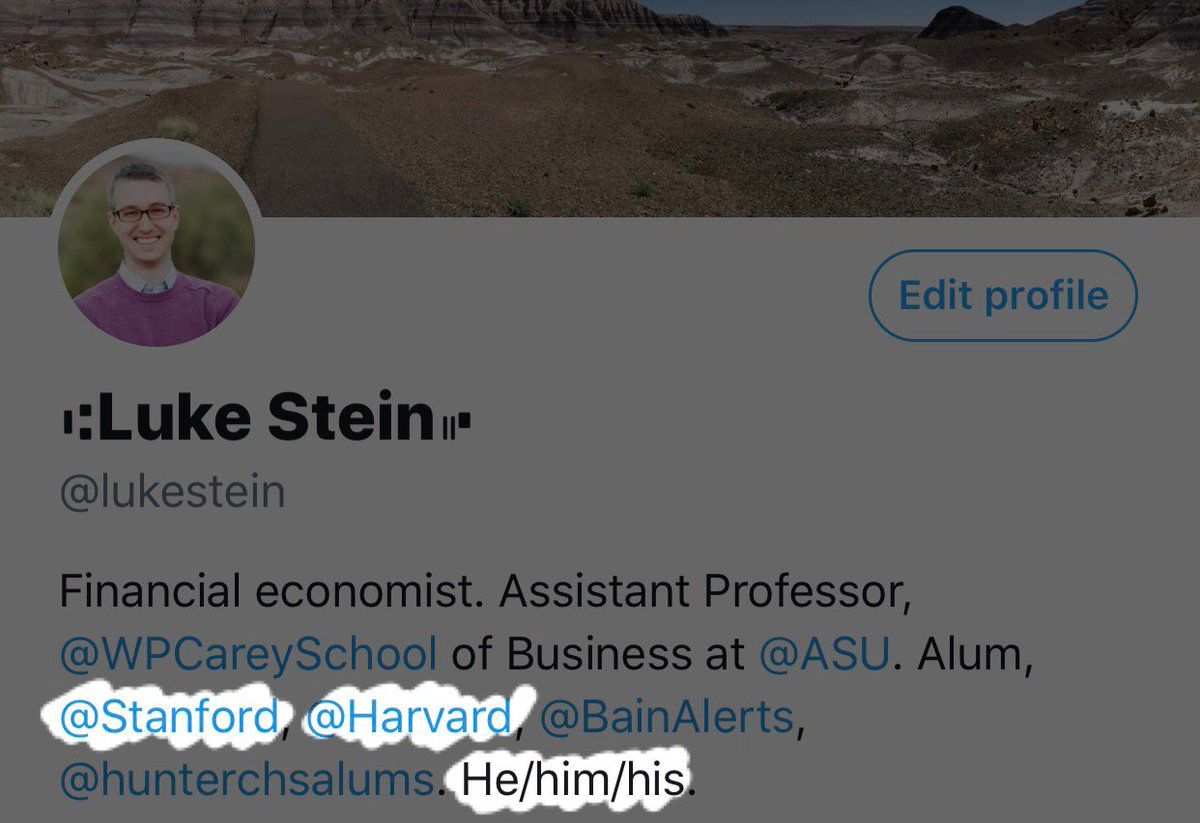 Edit profile
Luke Stein
@lukestein
Financial economist. Assistant Professor,
@WPCareySchool of Business at @ASU. Alum,
@Stanford, @Harvard, @BainAlerts,
@hunterchsalums. He/him/his.